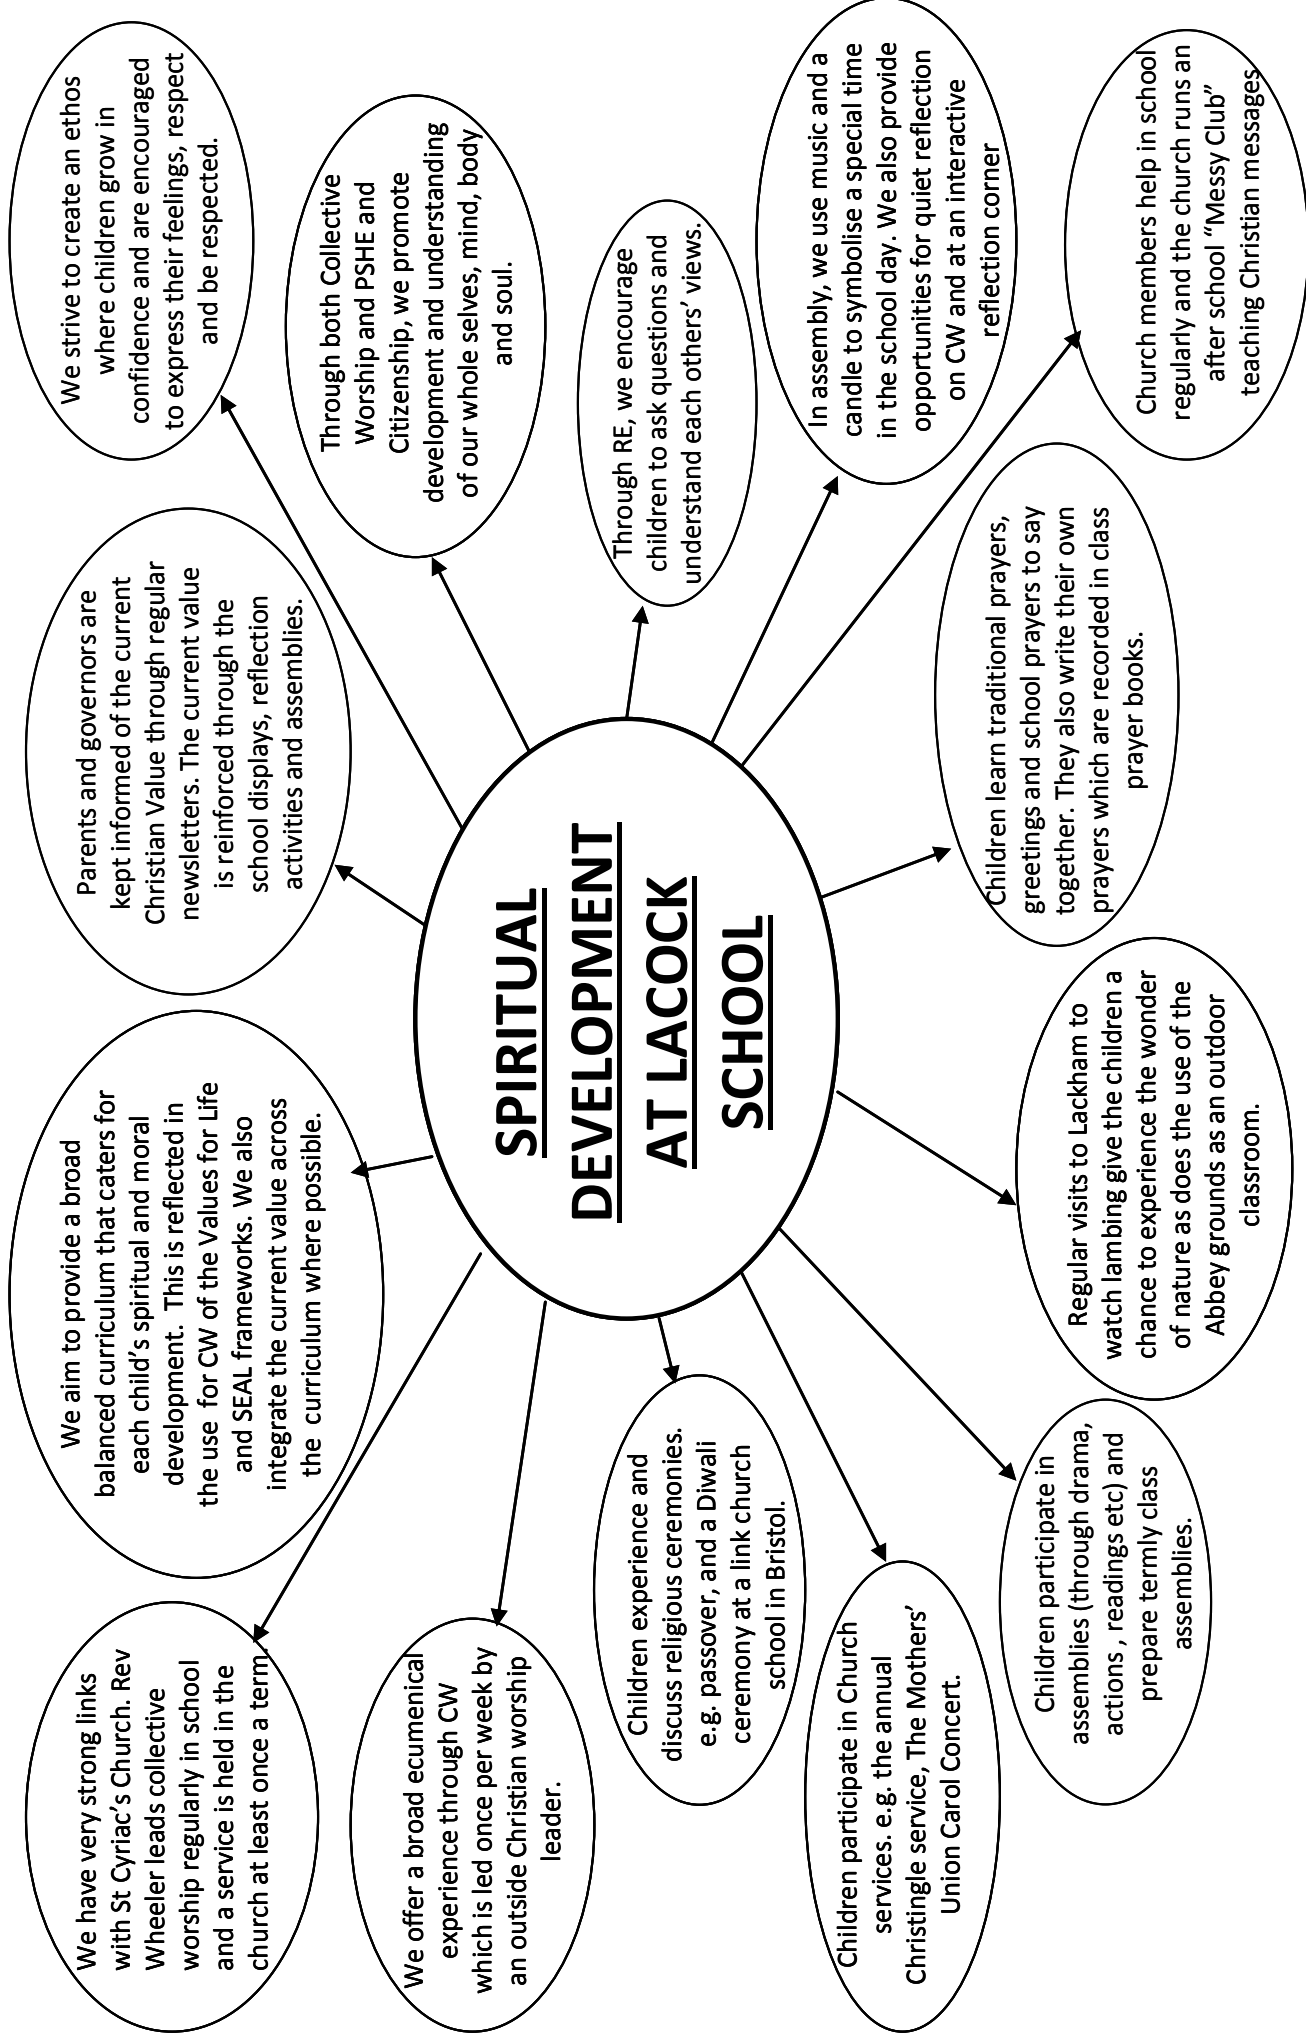 We have very strong links
with St Cyriac's Church. Rev
Wheeler leads collective
worship regularly in school
and a service is held in the
church at least once a term.
We aim to provide a broad
balanced curriculum that caters for
each child's spiritual and moral
development.  This is reflected in
the use for CW of the Values for Life
and SEAL frameworks. We also
integrate the current value across
the curriculum where possible.
Parents and governors are
kept informed of the current
Christian Value through regular
newsletters. The current value
is reinforced through the
school displays, reflection
activities and assemblies.
We strive to create an ethos
where children grow in
confidence and are encouraged
to express their feelings, respect
and be respected.
We offer a broad ecumenical
experience through CW
which is led once per week by
an outside Christian worship
leader.
Through both Collective
Worship and PSHE and
Citizenship, we promote
development and understanding
of our whole selves, mind, body
and soul.
SPIRITUAL
DEVELOPMENT
AT LACOCK
SCHOOL
Children experience and
discuss religious ceremonies.
e.g. passover, and a Diwali
ceremony at a link church
school in Bristol.
Through RE, we encourage
children to ask questions and
understand each others' views.
Children participate in Church
services. e.g. the annual
Christingle service, The Mothers'
Union Carol Concert.
In assembly, we use music and a
candle to symbolise a special time
in the school day. We also provide
opportunities for quiet reflection
on CW and at an interactive
reflection corner
Children participate in
assemblies (through drama,
actions , readings etc) and
prepare termly class
assemblies.
Regular visits to Lackham to
watch lambing give the children a
chance to experience the wonder
of nature as does the use of the
Abbey grounds as an outdoor
classroom.
Children learn traditional prayers,
greetings and school prayers to say
together. They also write their own
prayers which are recorded in class
prayer books.
Church members help in school
regularly and the church runs an
after school “Messy Club”
teaching Christian messages